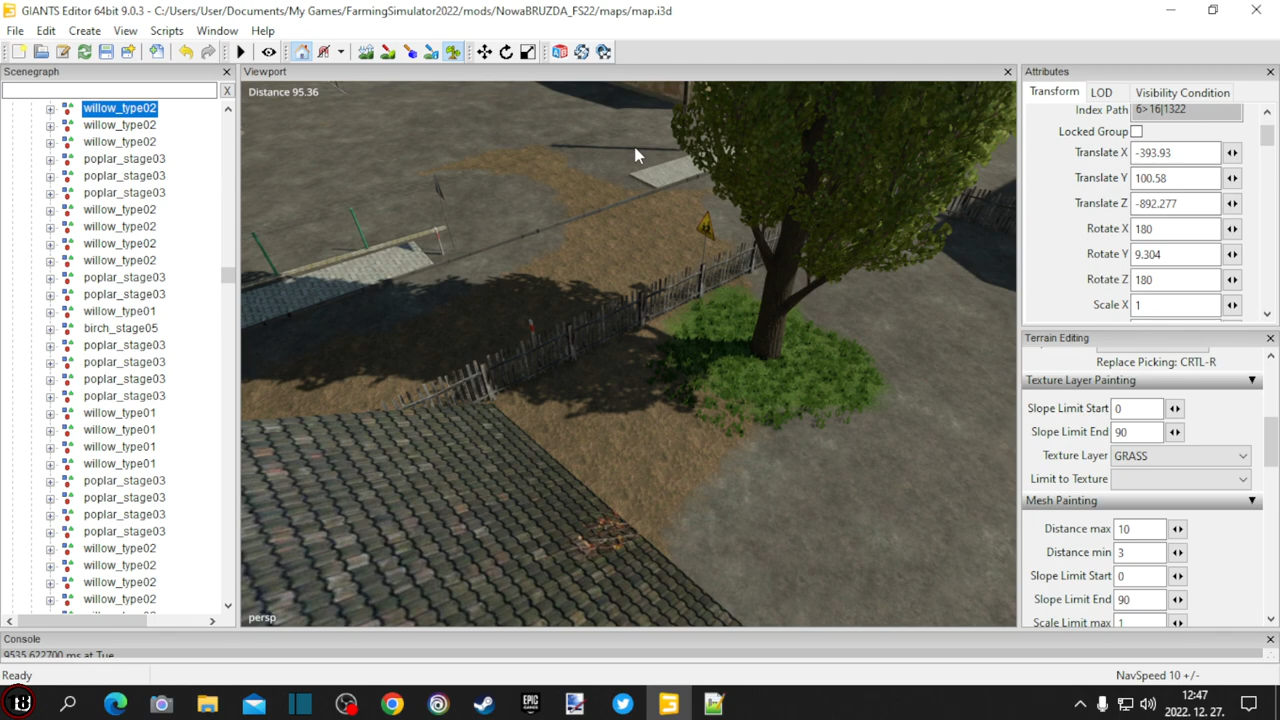 GIANTS Editor 64bit 9.0.3 - C:/Users/User/Documents/My Games/FarmingSimulator2022/mods/NowaBRUZDA_FS22/maps/map.i3d
File Edit Create View Scripts Window Help
Scenegraph
X
willow_type02
willow_type02
willow_type02
poplar_stage03
poplar_stage03
poplar_stage03
willow_type02
willow_type02
willow_type02
willow_type02
poplar_stage03
poplar_stage03
willow_type01
birch_stage05
poplar_stage03
poplar_stage03
poplar_stage03
poplar_stage03
willow_type01
willow_type01
willow_type01
willow_type01
poplar_stage03
poplar_stage03
poplar_stage03
poplar_stage03
willow_type02
willow_type02
willow_type02
willow_type02
Viewport
Distance 95.36
persp
Attributes
Transform LOD Visibility Condition
Index Path 6>16|1322
Locked Group
Translate X -393.93
Translate Y 100.58
Translate Z -892.277
Rotate X 180
Rotate Y 9.304
Rotate Z 180
Scale X 1
Terrain Editing
Replace Picking: CRTL-R
Texture Layer Painting
Slope Limit Start 0
Slope Limit End 90
Texture Layer GRASS
Limit to Texture
Mesh Painting
Distance max 10
Distance min 3
Slope Limit Start 0
Slope Limit End 90
Scale Limit max 1
Console
9535.622700 ms at Tue
Ready
NavSpeed 10 +/-
EPIC GAMES
12:47
2022. 12. 27.